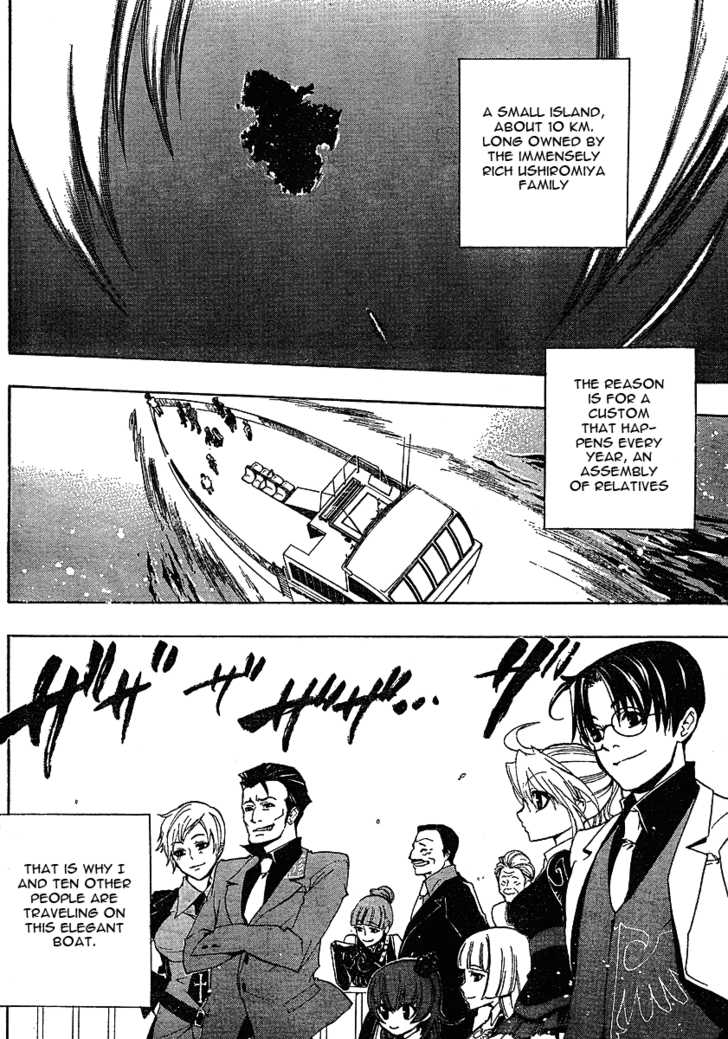 A SMALL ISLAND,
ABOUT 10 KM.
LONG OWNED BY
THE IMMENSELY
RICH USHIROMIYA
FAMILY
THE REASON
IS FOR A
CUSTOM
THAT HAP-
PENS EVERY
YEAR, AN
ASSEMBLY
OF RELATIVES
ザザ
ザ
ザザ...
ザ
THAT IS WHY I
AND TEN OTHER
PEOPLE ARE
TRAVELING ON
THIS ELEGANT
BOAT.